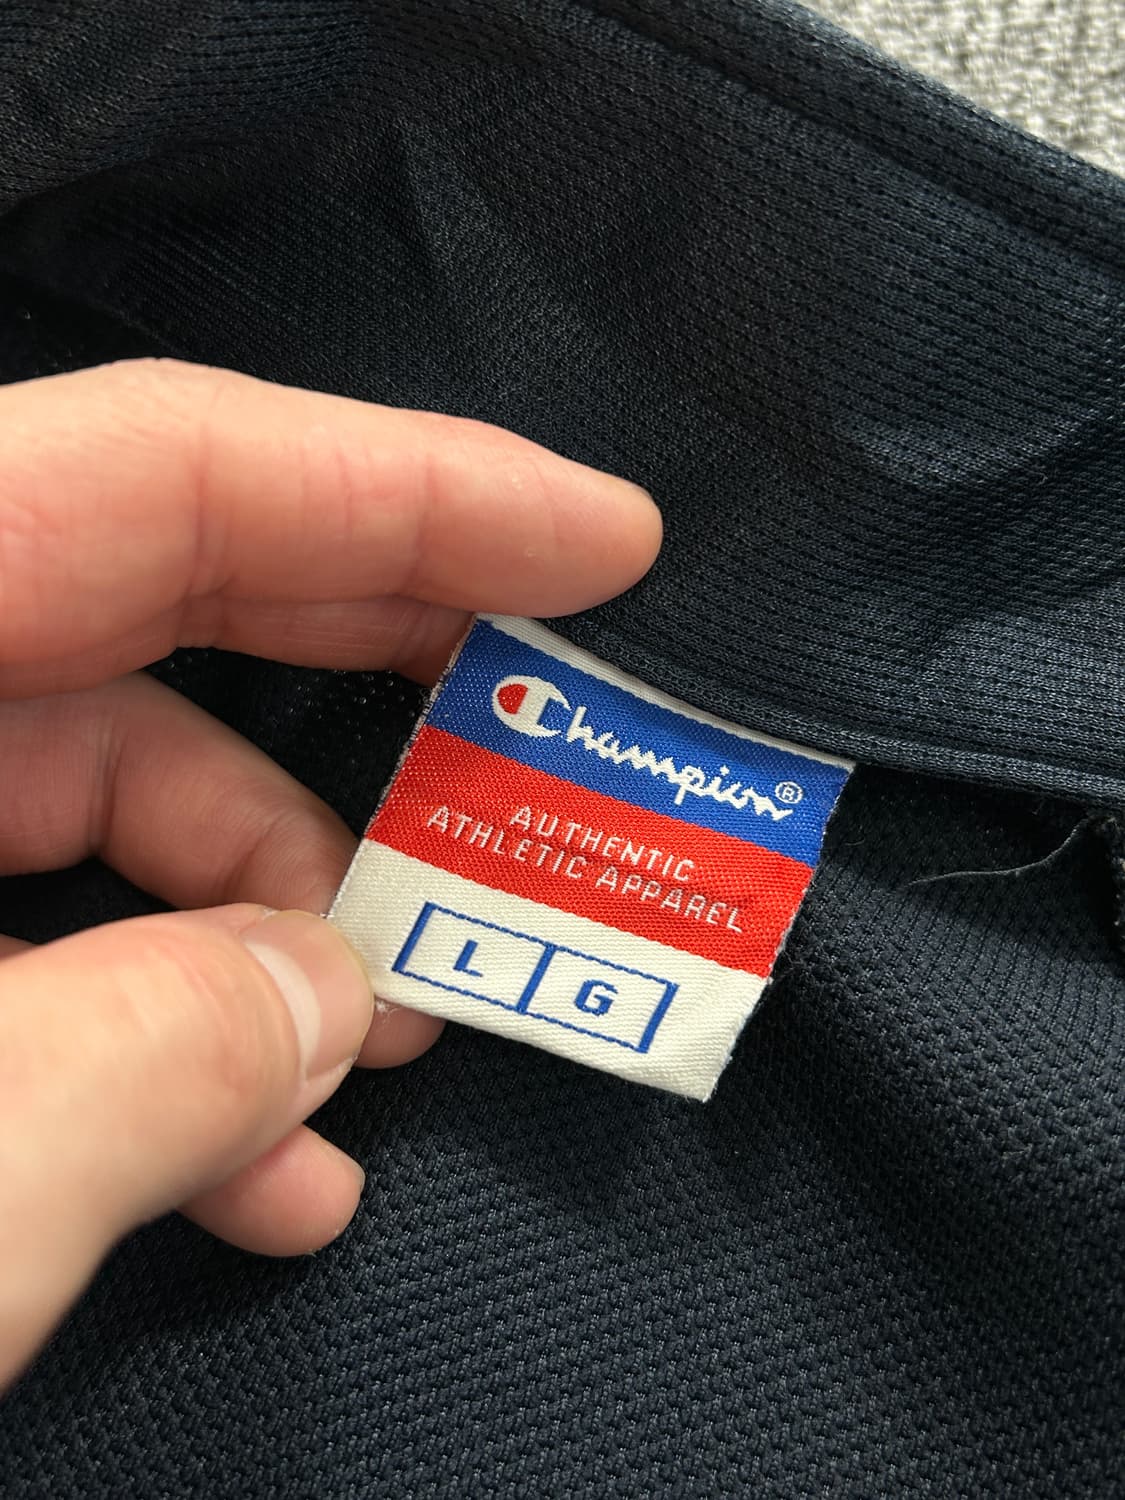 Champion®
AUTHENTIC
ATHLETIC APPAREL
L G